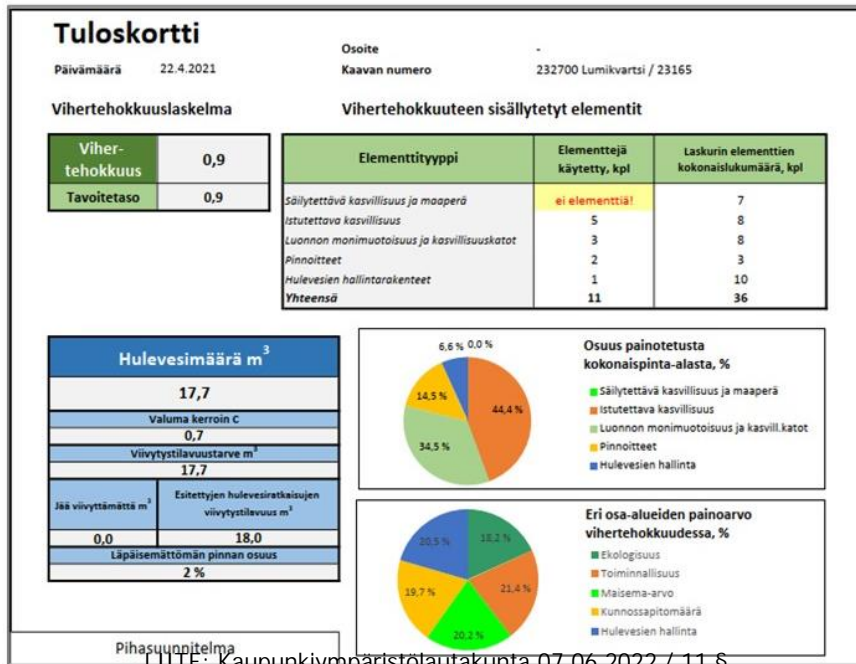 Tuloskortti
Päivämäärä 22.4.2021
Osoite -
Kaavan numero 232700 Lumikvartsi / 23165
Vihertehokkuuslaskelma
Viher-
tehokkuus 0,9
Tavoitetaso 0,9
Vihertehokkuuteen sisällytetyt elementit
Elementtityyppi Elementtejä käytetty, kpl Laskurin elementtien kokonaislukumäärä, kpl
Säilytettävä kasvillisuus ja maaperä ei elementtiä! 7
Istutettava kasvillisuus 5 8
Luonnon monimuotoisuus ja kasvillisuuskatot 3 8
Pinnoitteet 2 3
Hulevesien hallintarakenteet 1 10
Yhteensä 11 36
Hulevesimäärä m³
17,7
Valuma kerroin C
0,7
Viivytystilavuustarve m³
17,7
Jää viivyttämättä m³ Esitettyjen hulevesiratkaisujen viivytystilavuus m³
0,0 18,0
Läpäisemättömän pinnan osuus
2 %
6,6 % 0,0 %
14,5 %
44,4 %
34,5 %
Osuus painotetusta
kokonaispinta-alasta, %
Säilytettävä kasvillisuus ja maaperä
Istutettava kasvillisuus
Luonnon monimuotoisuus ja kasvill.katot
Pinnoitteet
Hulevesien hallinta
20,5 % 18,2 %
19,7 % 21,4 %
20,2 %
Eri osa-alueiden painoarvo
vihertehokkuudessa, %
Ekologisuus
Toiminnallisuus
Maisema-arvo
Kunnossapitomäärä
Hulevesien hallinta
Pihasuunnitelma
LIITE: Kaupunkiympäristölautakunta 07.06.2022 / 11 §